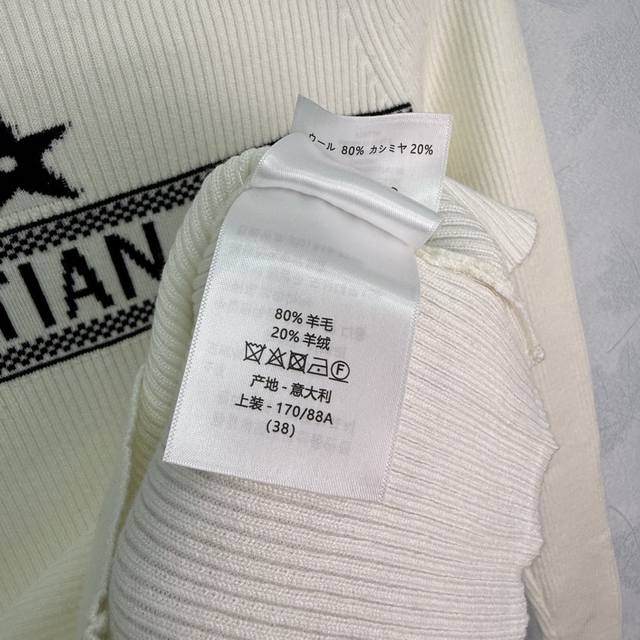 ウール 80% カシミヤ 20%
TIAN
80% 羊毛
20% 羊绒
产地 - 意大利
上装 - 170/88A
(38)